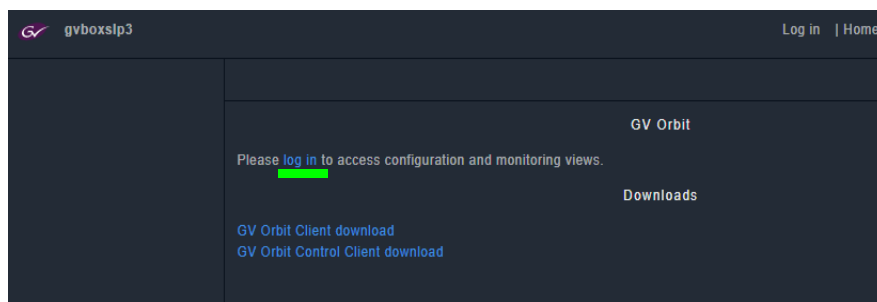 GV gvboxslp3
Log in | Home
GV Orbit
Please log in to access configuration and monitoring views.
Downloads
GV Orbit Client download
GV Orbit Control Client download